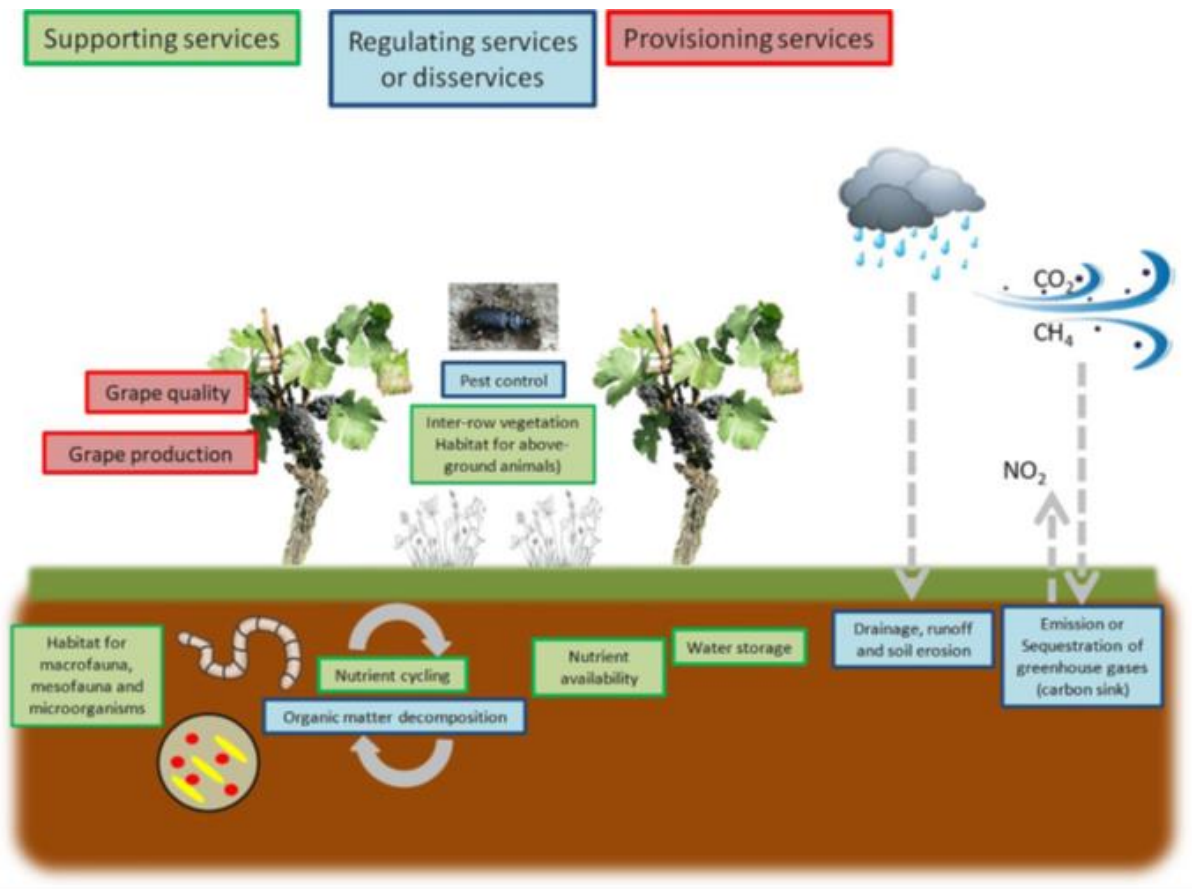 Supporting services
Regulating services
or disservices
Provisioning services
CO₂
CH₄
Grape quality
Grape production
Pest control
Inter-row vegetation
Habitat for above-
ground animals)
NO₂
Habitat for
macrofauna,
mesofauna and
microorganisms
Nutrient cycling
Organic matter decomposition
Nutrient
availability
Water storage
Drainage, runoff
and soil erosion
Emission or
Sequestration of
greenhouse gases
(carbon sink)